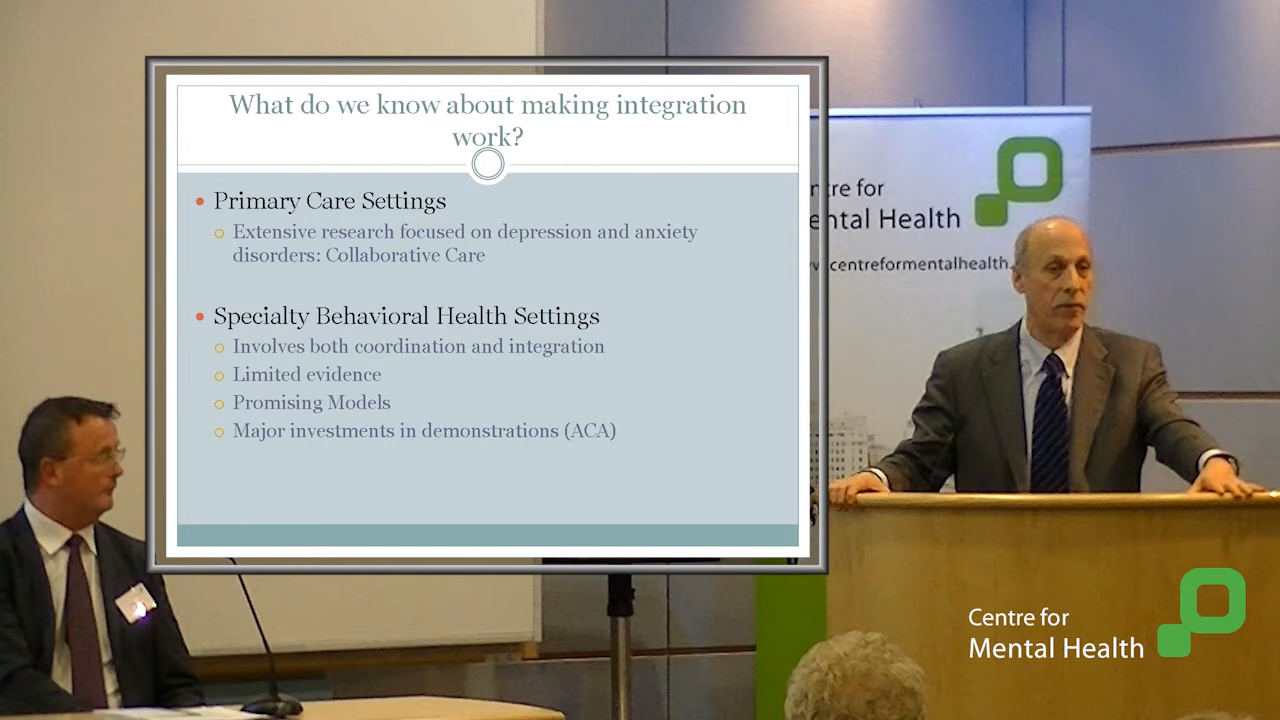 What do we know about making integration
work?
Primary Care Settings
Extensive research focused on depression and anxiety
disorders: Collaborative Care
Specialty Behavioral Health Settings
Involves both coordination and integration
Limited evidence
Promising Models
Major investments in demonstrations (ACA)
ntre for
ental Health
centreformentalhealth.
Centre for
Mental Health